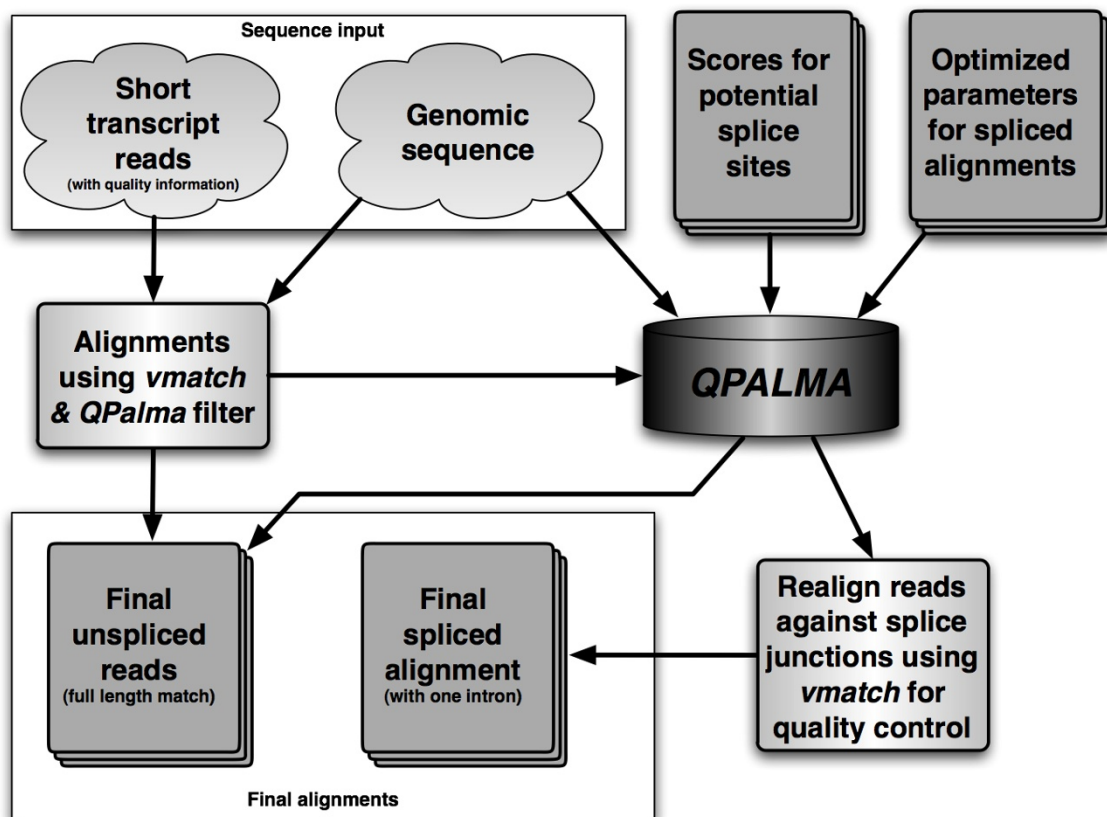 Sequence input
Short
transcript
reads
(with quality information)
Genomic
sequence
Scores for
potential
splice
sites
Optimized
parameters
for spliced
alignments
Alignments
using vmatch
& QPalma filter
QPALMA
Final
unspliced
reads
(full length match)
Final
spliced
alignment
(with one intron)
Realign reads
against splice
junctions using
vmatch for
quality control
Final alignments